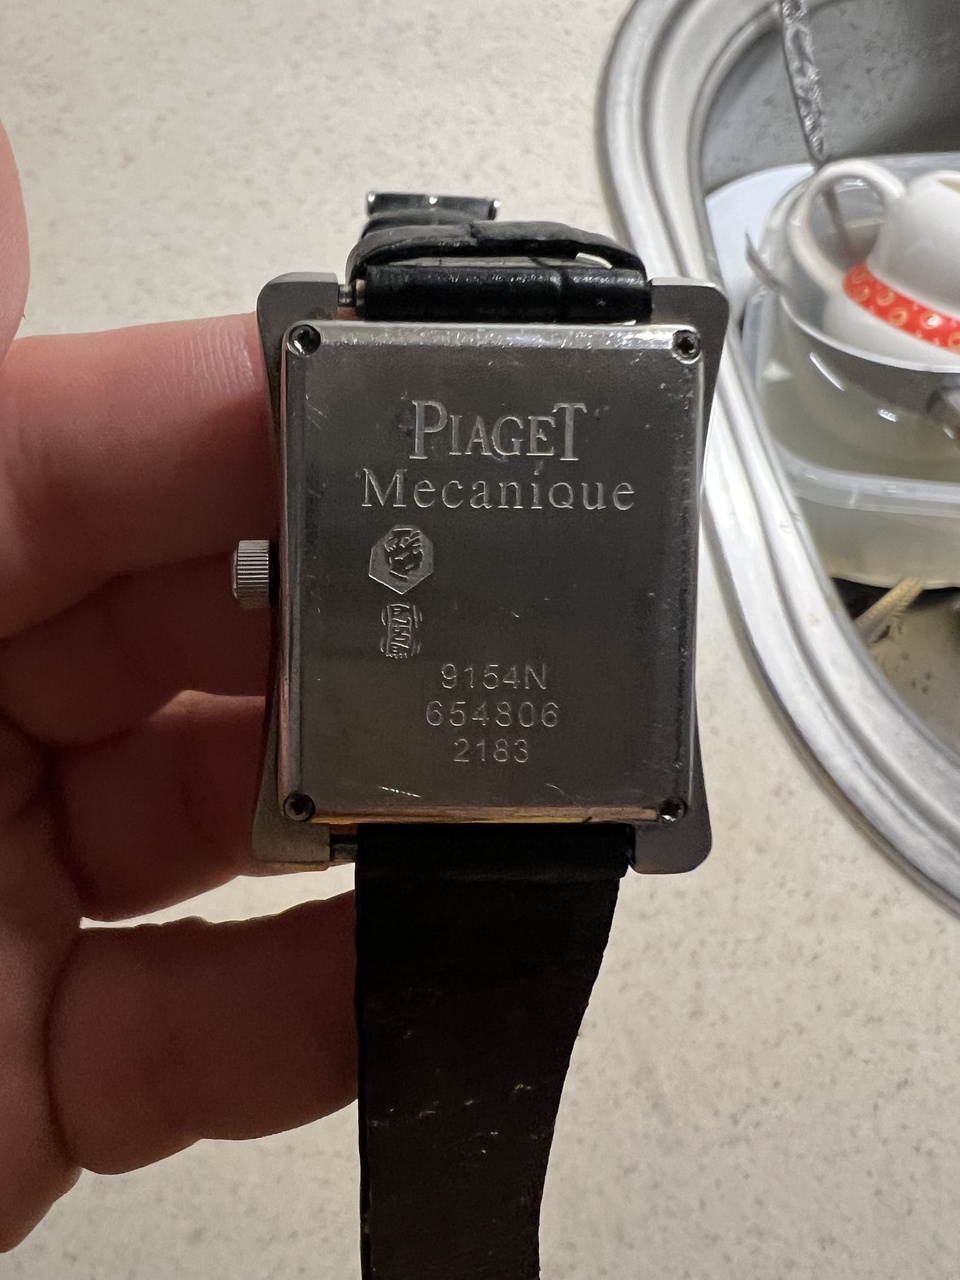 PIAGET
Mecanique
9154N
654806
2183